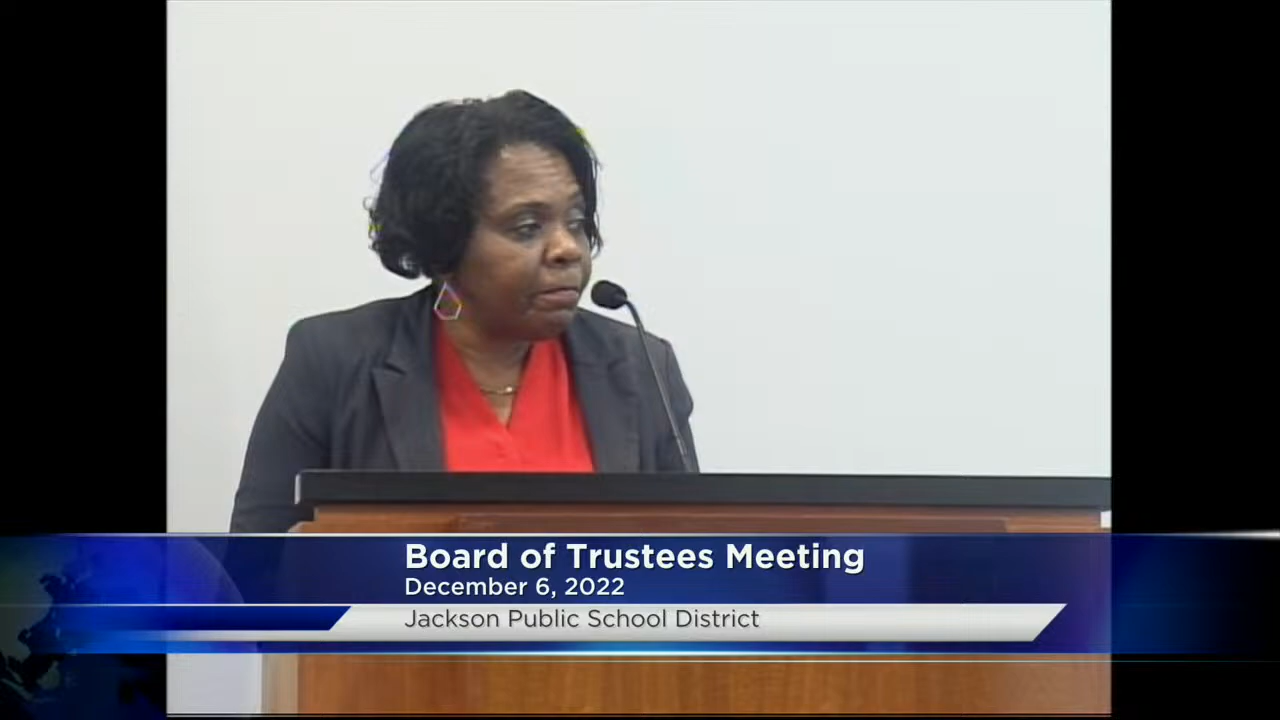 Board of Trustees Meeting
December 6, 2022
Jackson Public School District